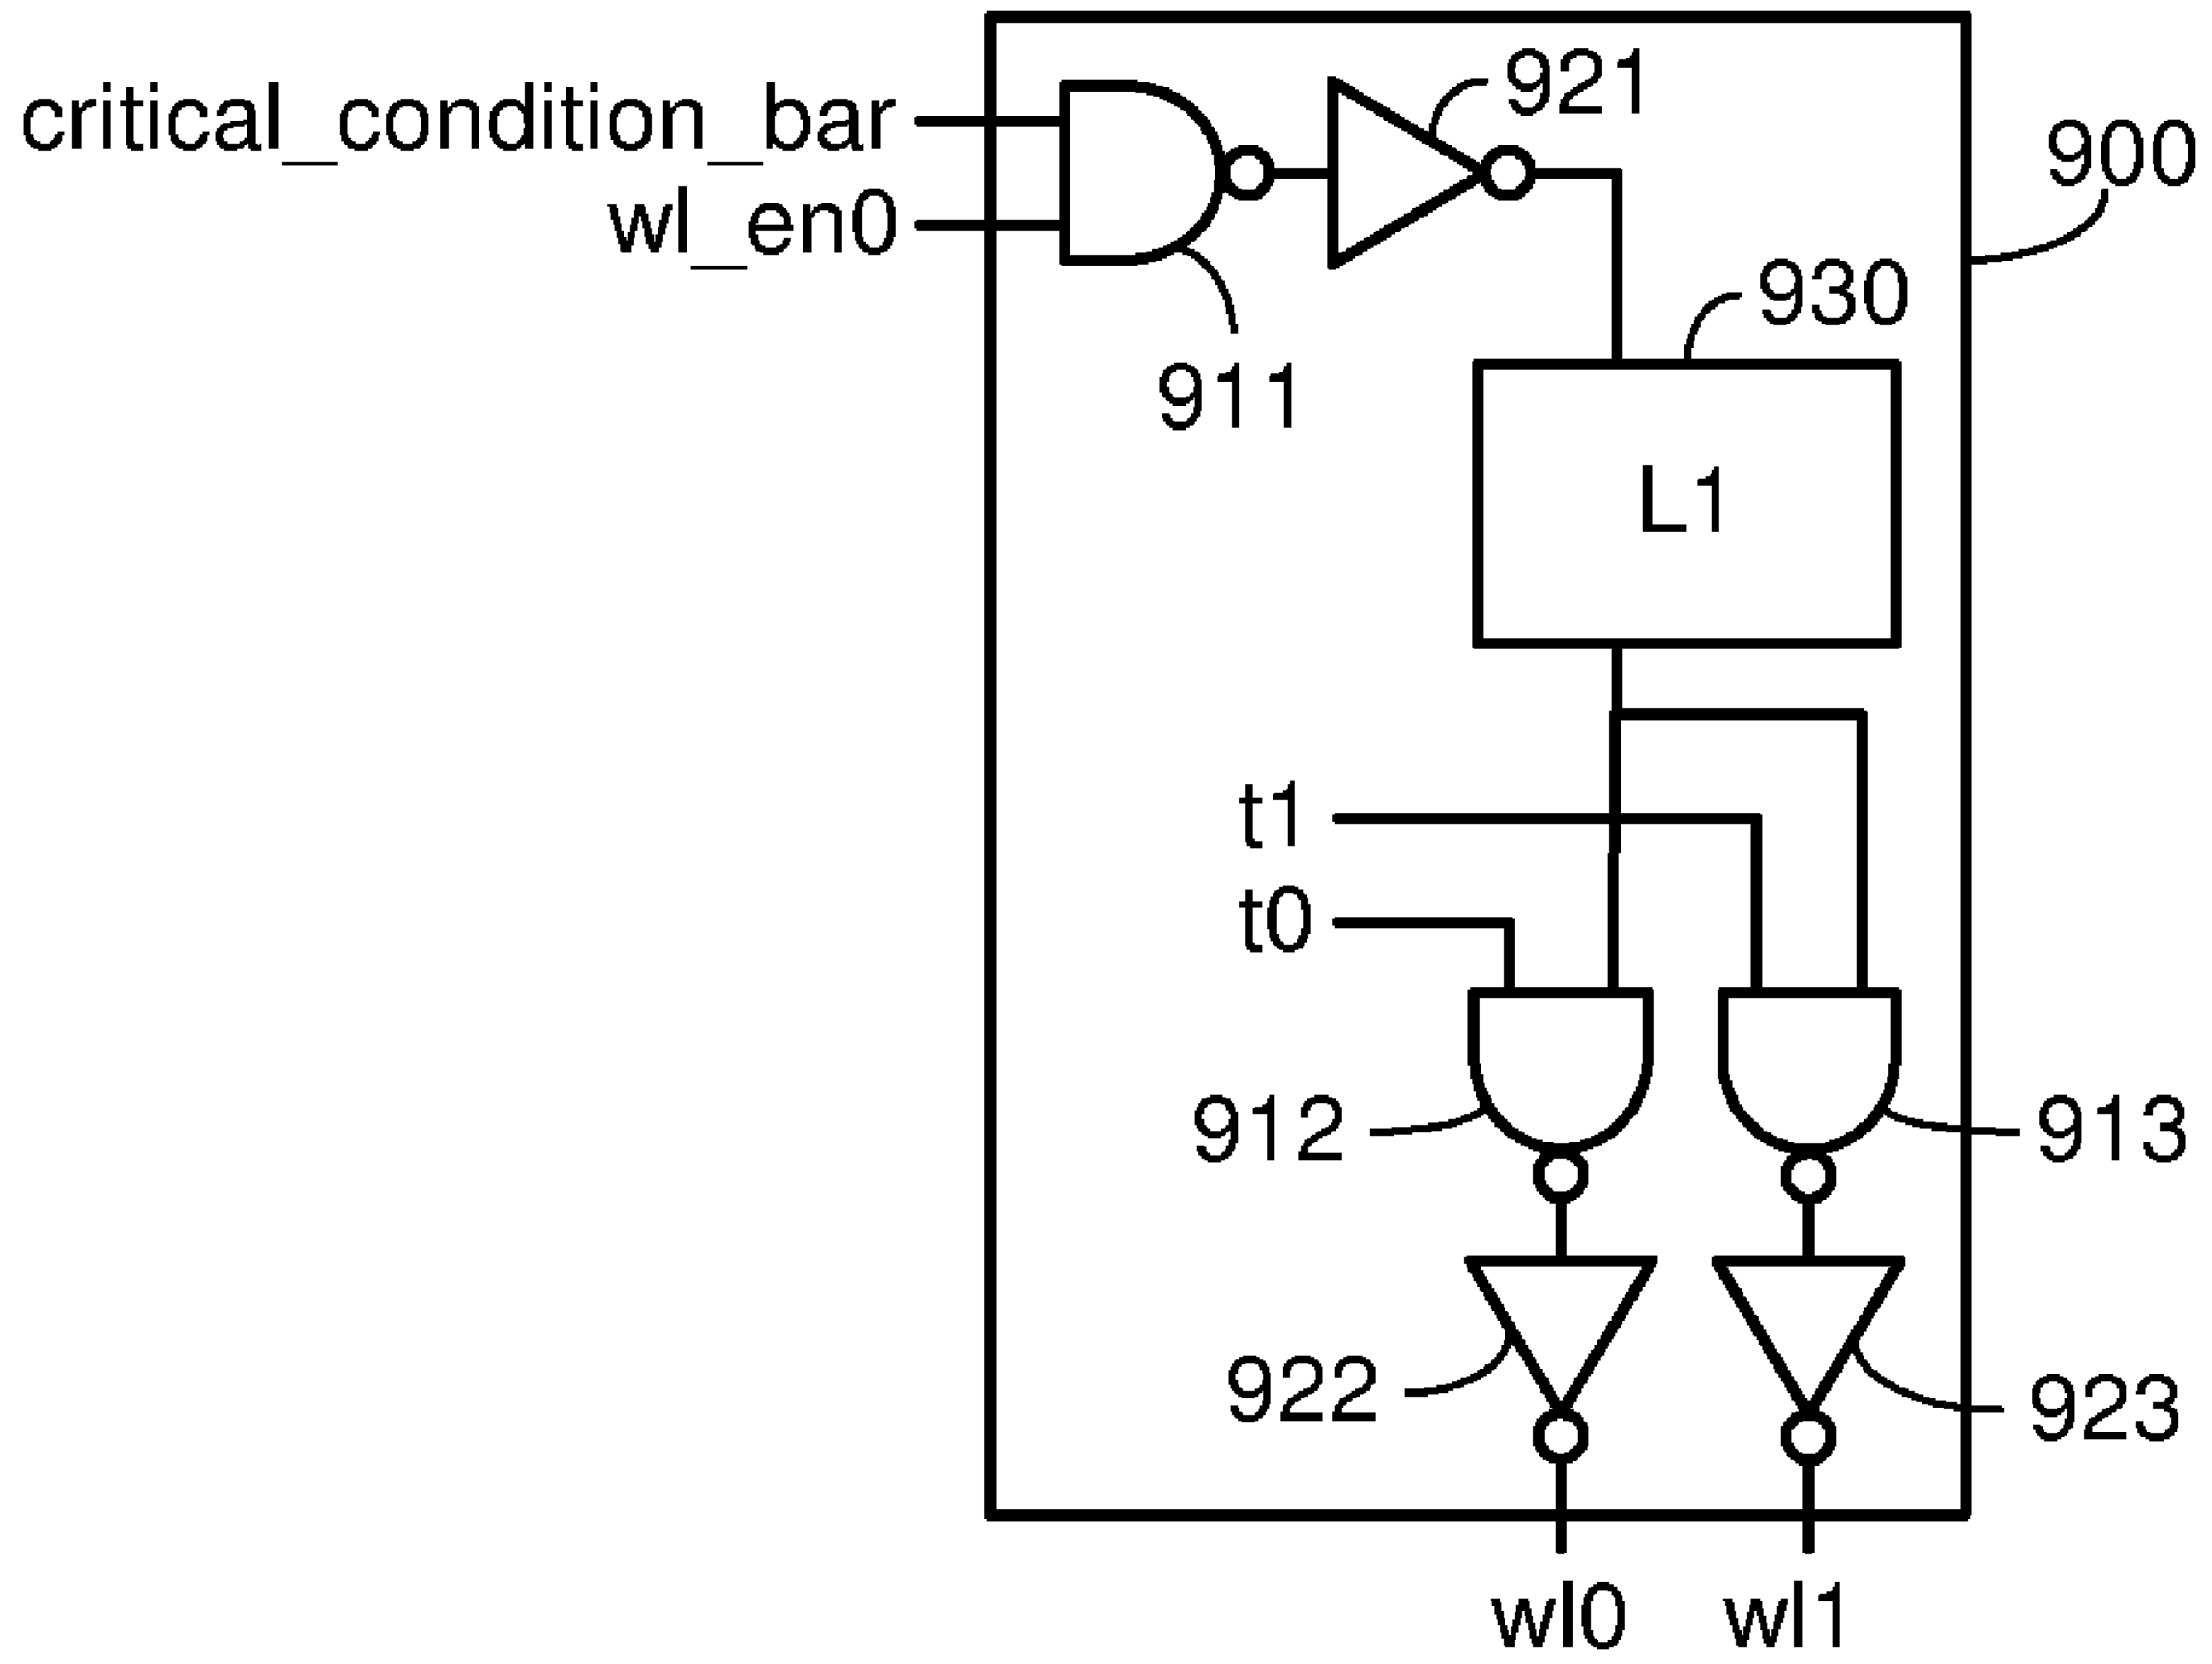 critical_condition_bar
wl_en0
921
900
930
911
L1
t1
t0
912
913
922
923
wl0
wl1